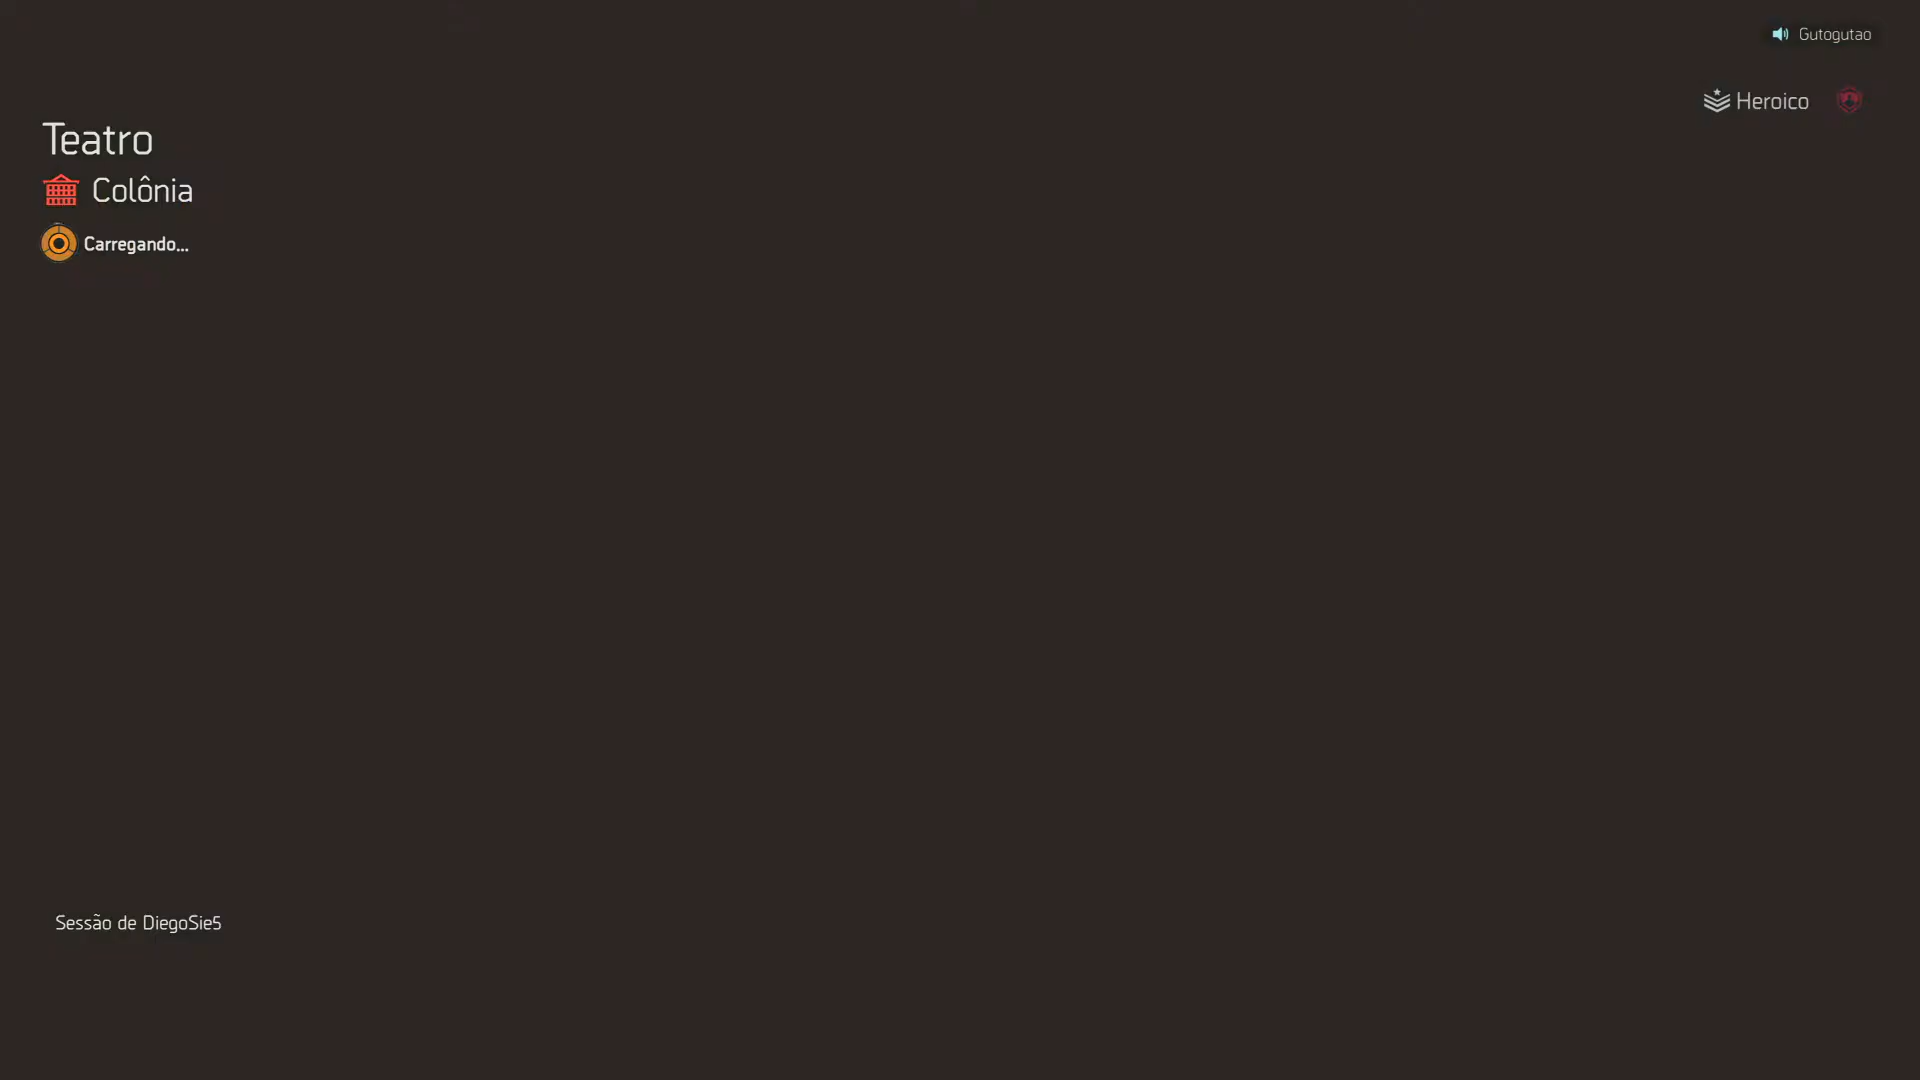 Gutogutao
Heroico
Teatro
Colônia
Carregando...
Sessão de DiegoSie5